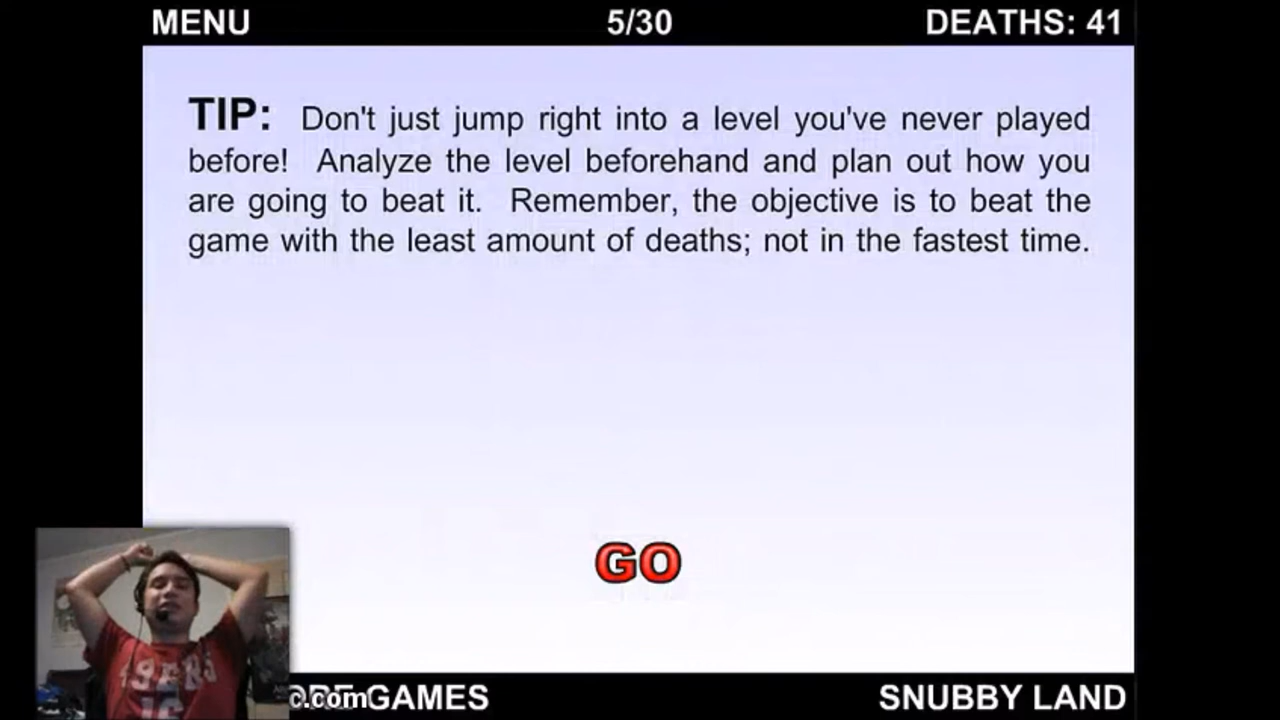 MENU 5/30 DEATHS: 41
TIP: Don't just jump right into a level you've never played
before! Analyze the level beforehand and plan out how you
are going to beat it. Remember, the objective is to beat the
game with the least amount of deaths; not in the fastest time.
GO
49ERS
c.com GAMES SNUBBY LAND